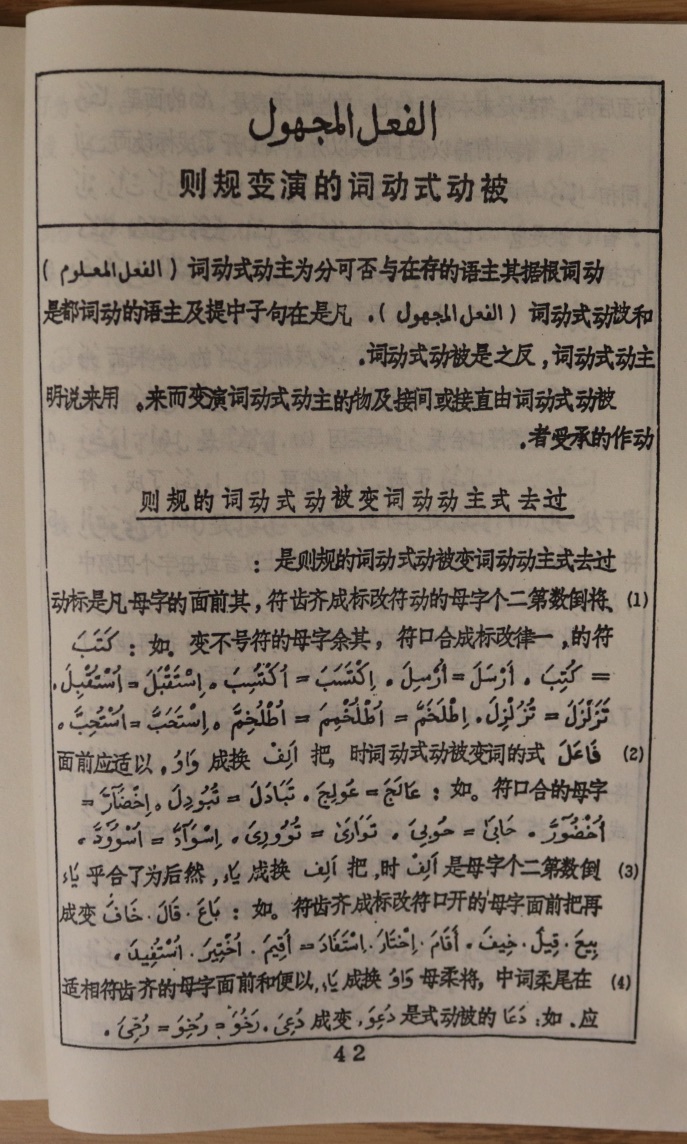 الفعل المجهول
被动式动词的演变规则
动词根据其主语的存在与否可分为主动式动词 ( الفعل المعلوم )
和被动式动词 ( الفعل المجهول )。凡是在句子中提及主语的动词都是
主动式动词，反之是被动式动词。
被动式动词由直接或间接及物的主动式动词演变而来。用来说明
动作的承受者。
过去式主动动词变被动式动词的规则
过去式主动动词变被动式动词的规则是：
(1) 、将倒数第二个字母的动符改标成齐齿符，其前面的字母凡是标动
符的，一律改标成合口符，其余字母的符号不变。如：كَتَبَ
= كُتِبَ ، أَرْسَلَ = أُرْسِلَ ، اِكْتَسَبَ = اُكْتُسِبَ ، اِسْتَقْبَلَ = اُسْتُقْبِلَ ،
تَزَلْزَلَ = تُزُلْزِلَ ، اِطْلَخَمَّ = اُطْلُخْمِمَ = اُطْلُخِمَّ ، اِسْتَحَبَّ = اُسْتُحِبَّ ،
(2) فَاعَلَ 式的词变被动式动词时，把 اَلِفْ 换成 وَاوُ ，以适应前面
字母的合口符。如：عَالَجَ = عُولِجَ ، تَبَادَلَ = تُبُودِلَ ، اِخْضَارَّ =
اُخْضُورَّ ، حَابَىٰ = حُوبِيَ ، تَوَارَىٰ = تُوُورِيَ ، اِسْوَادَّ = اُسْوُودَّ ،
(3) 倒数第二个字母是 اَلِفْ 时，把 اَلِف 换成 يَاء，然后为了合乎 يَاء
再把前面字母的开口符改标成齐齿符。如：بَاعَ ، قَالَ ، خَافَ 变成
بِيعَ ، قِيلَ ، خِيفَ ، أَقَامَ ، اِخْتَارَ ، اِسْتَفَادَ = أُقِيمَ ، اُخْتِيرَ ، اُسْتُفِيدَ ،
(4) 在尾柔词中，将柔母 وَاوُ 换成 يَاء，以便和前面字母的齐齿符相适
应。如：دَعَا 的被动式是 دُعِوَ، 变成 دُعِيَ ، رَخُوَ = رُخِوَ = رُخِيَ ،
42